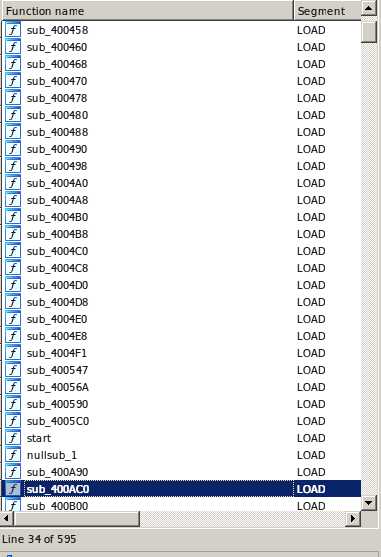 Function name Segment
f sub_400458 LOAD
f sub_400460 LOAD
f sub_400468 LOAD
f sub_400470 LOAD
f sub_400478 LOAD
f sub_400480 LOAD
f sub_400488 LOAD
f sub_400490 LOAD
f sub_400498 LOAD
f sub_4004A0 LOAD
f sub_4004A8 LOAD
f sub_4004B0 LOAD
f sub_4004B8 LOAD
f sub_4004C0 LOAD
f sub_4004C8 LOAD
f sub_4004D0 LOAD
f sub_4004D8 LOAD
f sub_4004E0 LOAD
f sub_4004E8 LOAD
f sub_4004F1 LOAD
f sub_400547 LOAD
f sub_40056A LOAD
f sub_400590 LOAD
f sub_4005C0 LOAD
f start LOAD
f nullsub_1 LOAD
f sub_400A90 LOAD
f sub_400AC0 LOAD
f sub_400B00 LOAD
Line 34 of 595